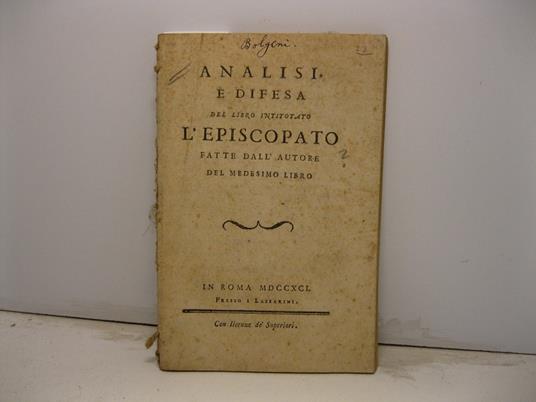 Bolgeni.
ANALISI,
E DIFESA
DEL LIBRO INTITOTATO
L'EPISCOPATO
FATTE DALL' AUTORE ?
DEL MEDESIMO LIBRO
IN ROMA MDCCXCI.
PRESSO I LAZZARINI.
Con licenza de' Superiori.